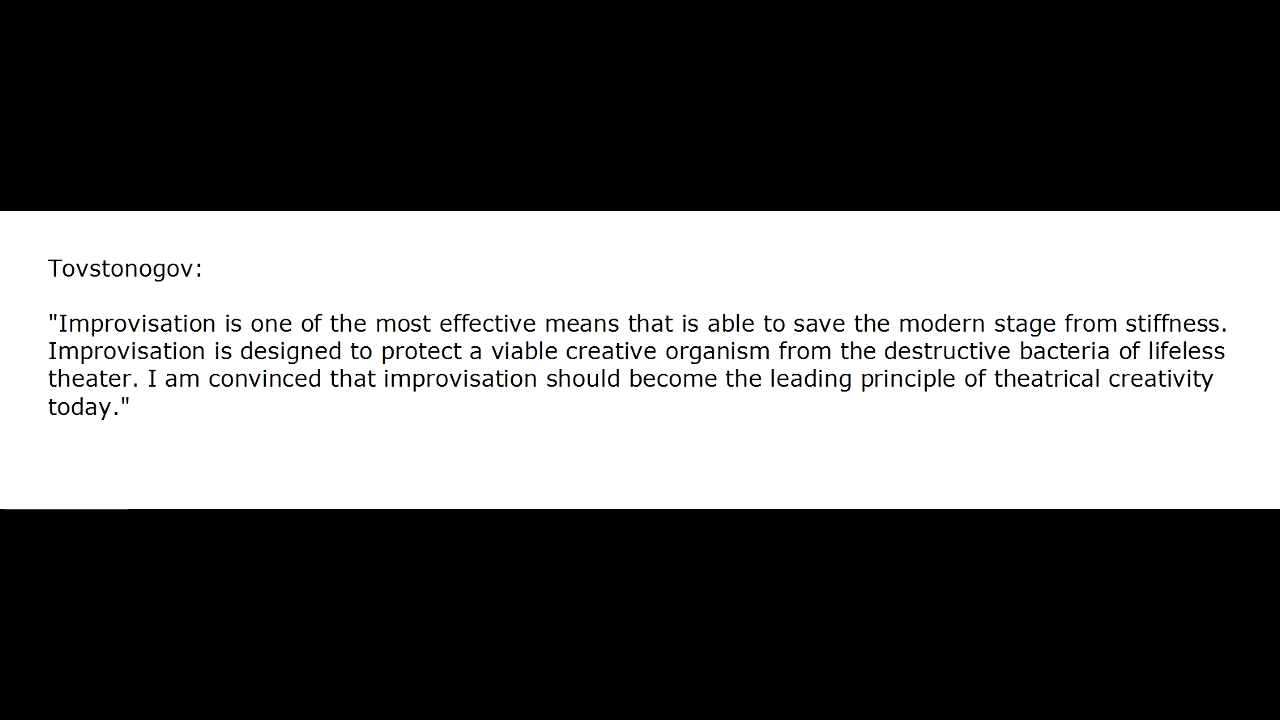 Tovstonogov:
"Improvisation is one of the most effective means that is able to save the modern stage from stiffness.
Improvisation is designed to protect a viable creative organism from the destructive bacteria of lifeless
theater. I am convinced that improvisation should become the leading principle of theatrical creativity
today."